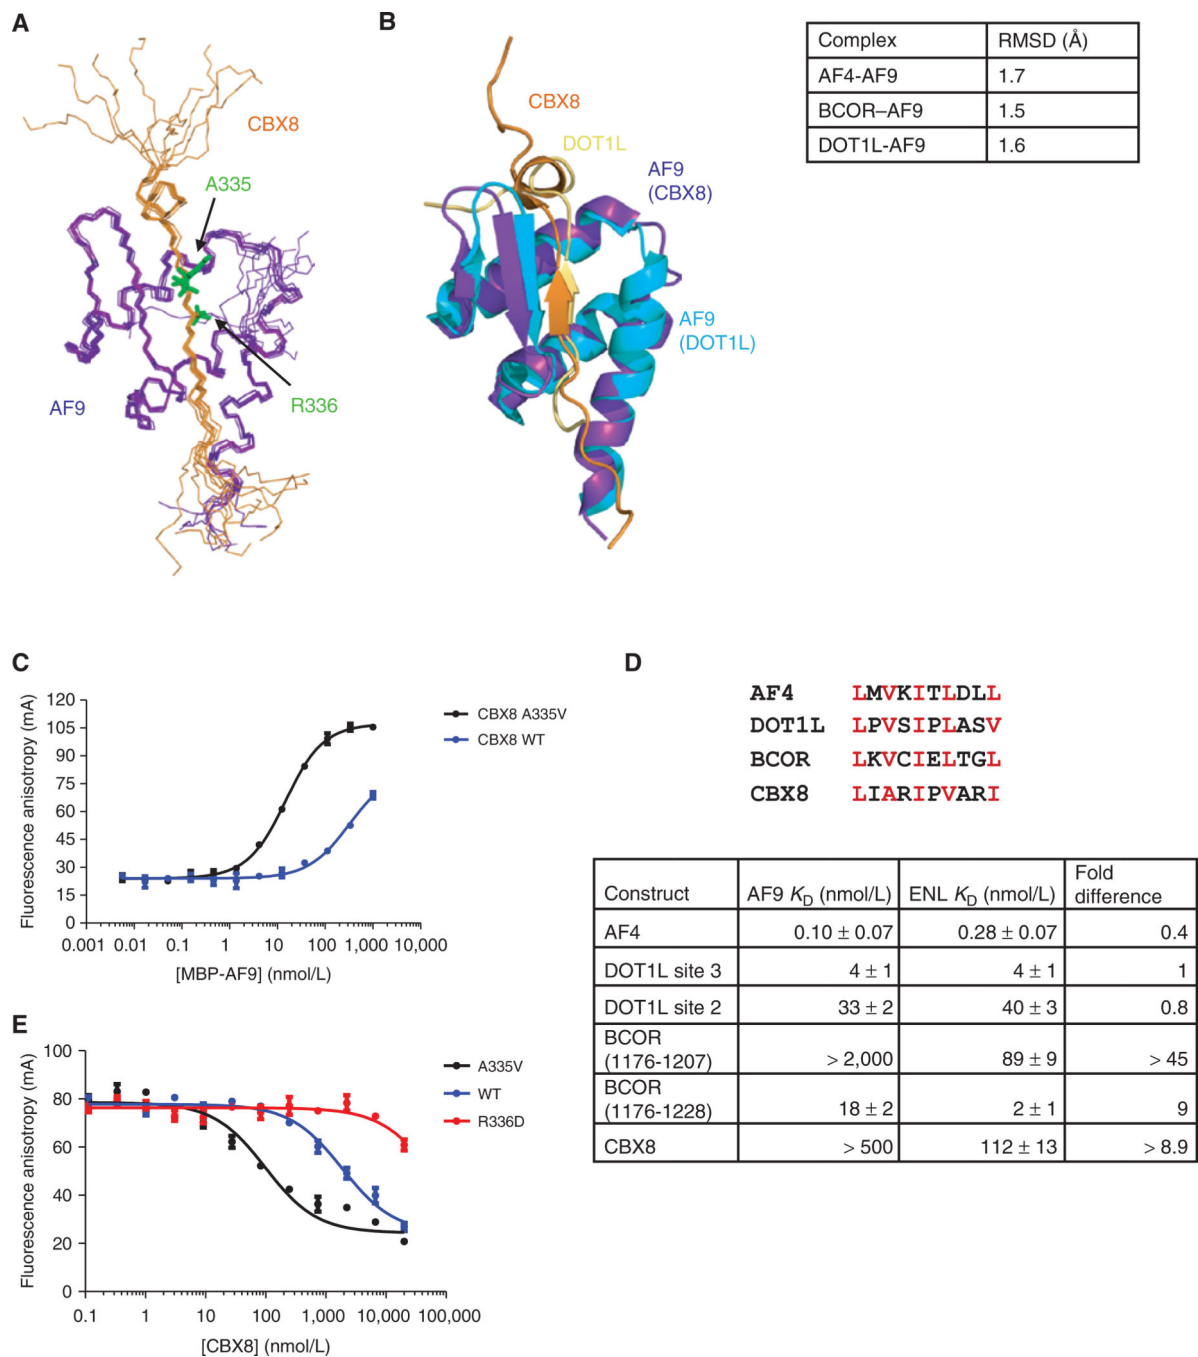 A
CBX8
A335
AF9
R336
B
CBX8
DOT1L
AF9
(CBX8)
AF9
(DOT1L)
Complex RMSD (Å)
AF4-AF9 1.7
BCOR–AF9 1.5
DOT1L-AF9 1.6
C
Fluorescence anisotropy (mA)
120
105
90
75
60
45
30
15
0
0.001 0.01 0.1 1 10 100 1,000 10,000
[MBP-AF9] (nmol/L)
CBX8 A335V
CBX8 WT
D
AF4 LMVKITLDLL
DOT1L LPVSIPLASV
BCOR LKVCIELTGL
CBX8 LIARIPVARI
Construct AF9 KD (nmol/L) ENL KD (nmol/L) Fold difference
AF4 0.10 ± 0.07 0.28 ± 0.07 0.4
DOT1L site 3 4 ± 1 4 ± 1 1
DOT1L site 2 33 ± 2 40 ± 3 0.8
BCOR (1176-1207) > 2,000 89 ± 9 > 45
BCOR (1176-1228) 18 ± 2 2 ± 1 9
CBX8 > 500 112 ± 13 > 8.9
E
Fluorescence anisotropy (mA)
100
80
60
40
20
0
0.1 1 10 100 1,000 10,000 100,000
[CBX8] (nmol/L)
A335V
WT
R336D